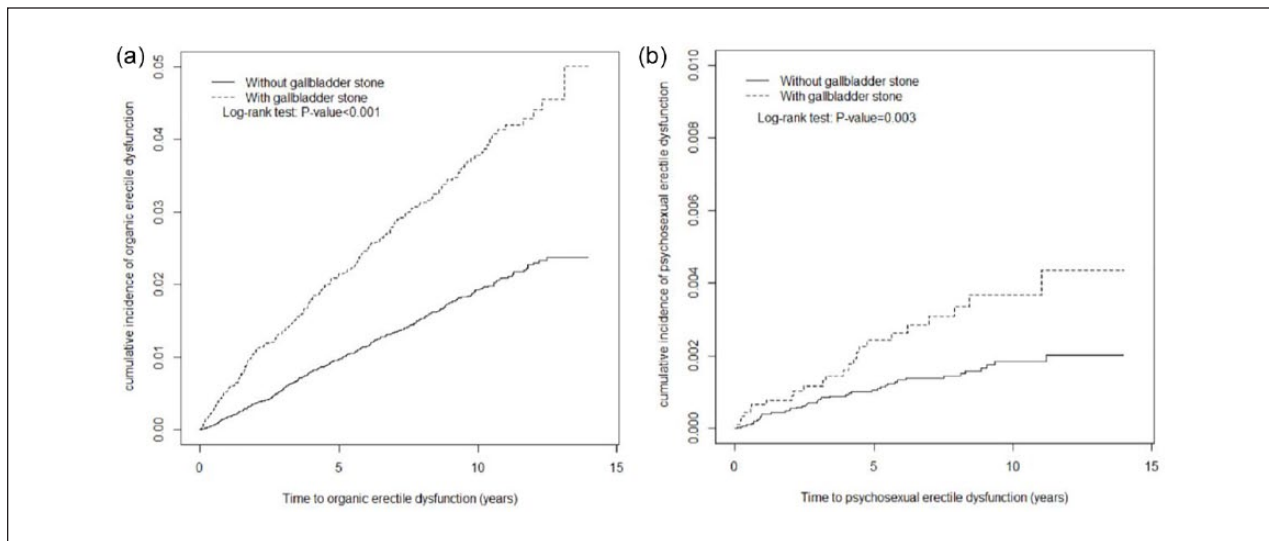 (a)
0.05
0.04
0.03
0.02
0.01
0.00
cumulative incidence of organic erectile dysfunction
Without gallbladder stone
With gallbladder stone
Log-rank test: P-value<0.001
0 5 10 15
Time to organic erectile dysfunction (years)
(b)
0.010
0.008
0.006
0.004
0.002
0.000
cumulative incidence of psychosexual erectile dysfunction
Without gallbladder stone
With gallbladder stone
Log-rank test: P-value=0.003
0 5 10 15
Time to psychosexual erectile dysfunction (years)